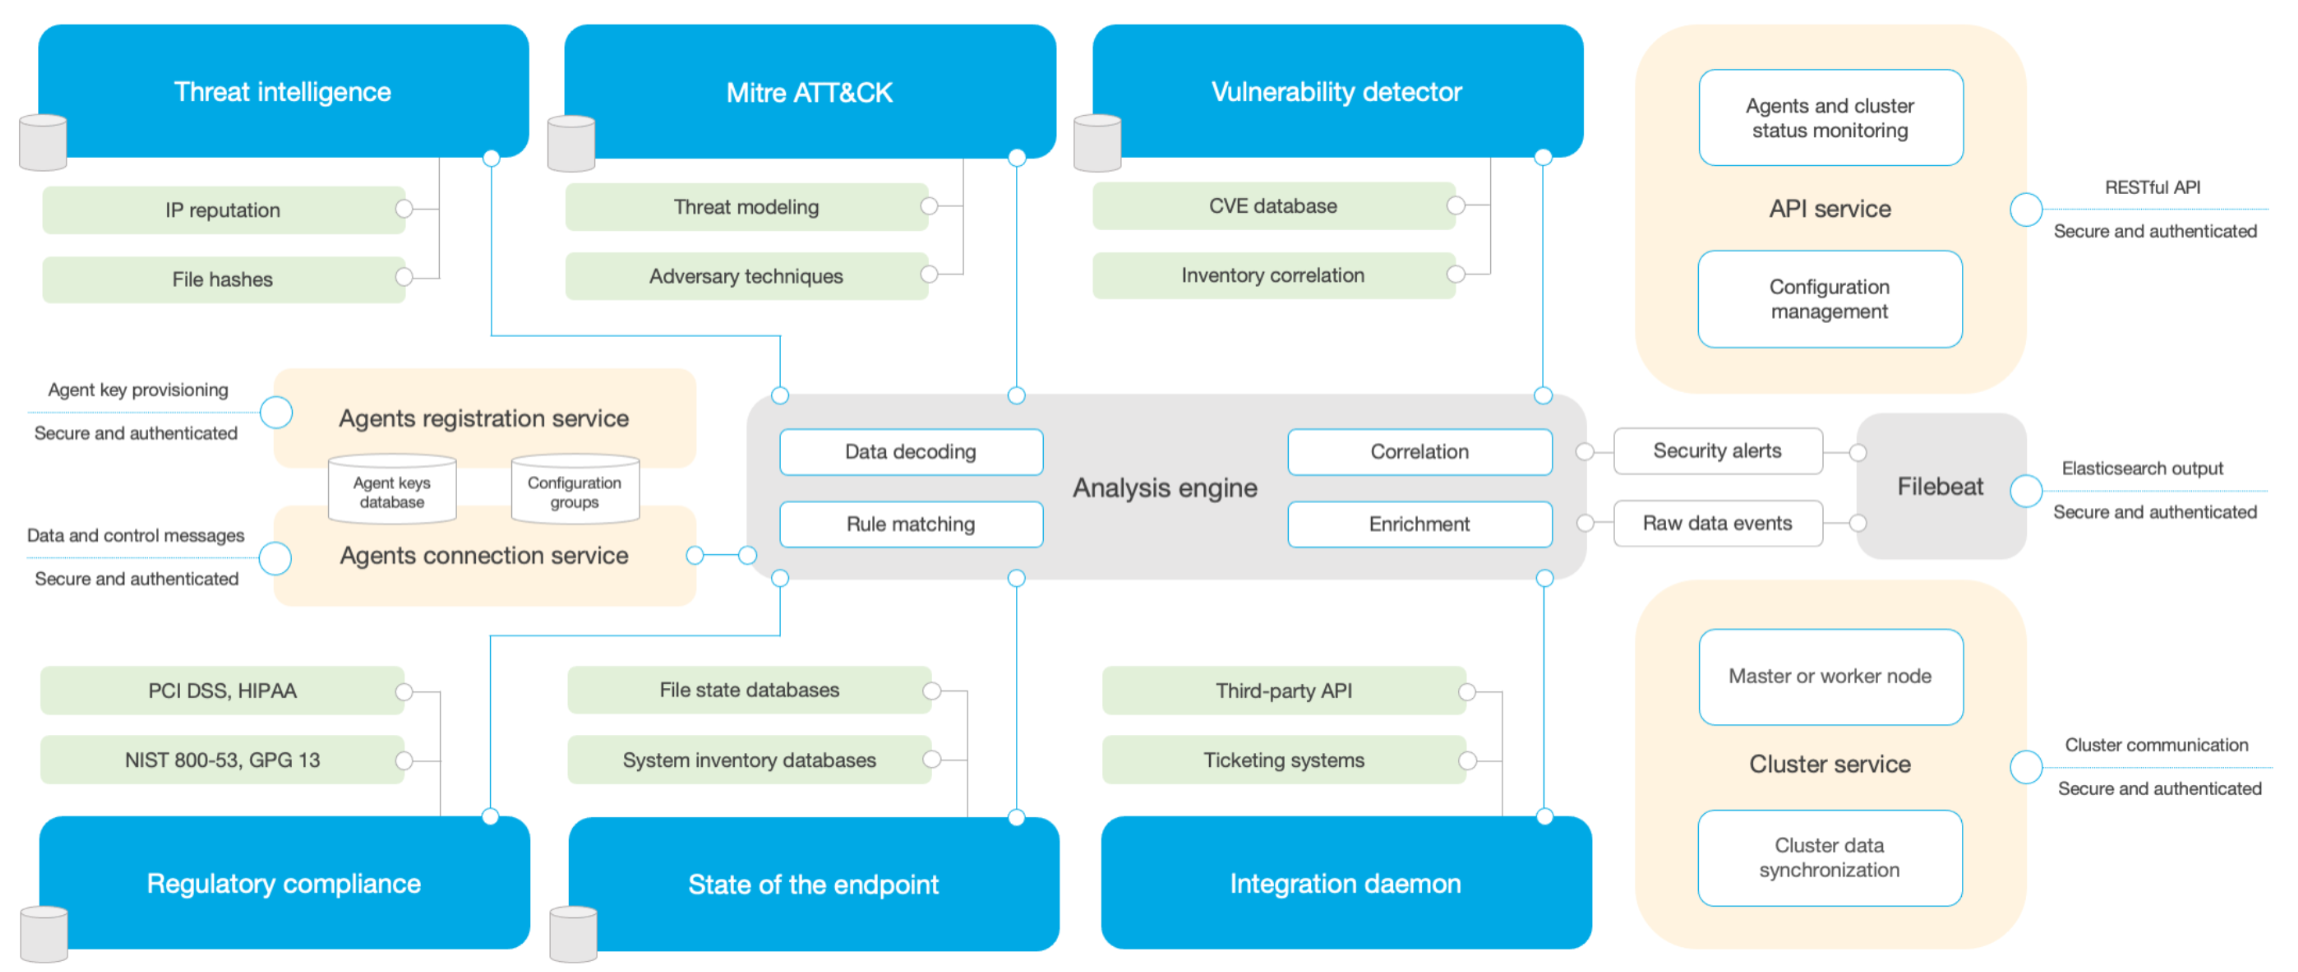 Threat intelligence
IP reputation
File hashes
Mitre ATT&CK
Threat modeling
Adversary techniques
Vulnerability detector
CVE database
Inventory correlation
Agents and cluster
status monitoring
API service
Configuration
management
RESTful API
Secure and authenticated
Agent key provisioning
Secure and authenticated
Agents registration service
Agent keys
database
Configuration
groups
Data and control messages
Secure and authenticated
Agents connection service
Data decoding
Rule matching
Analysis engine
Correlation
Enrichment
Security alerts
Raw data events
Filebeat
Elasticsearch output
Secure and authenticated
PCI DSS, HIPAA
NIST 800-53, GPG 13
Regulatory compliance
File state databases
System inventory databases
State of the endpoint
Third-party API
Ticketing systems
Integration daemon
Master or worker node
Cluster service
Cluster data
synchronization
Cluster communication
Secure and authenticated